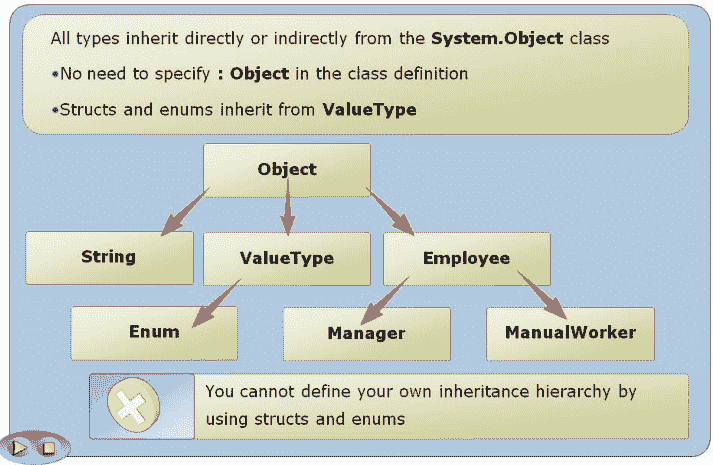 All types inherit directly or indirectly from the System.Object class
•No need to specify : Object in the class definition
•Structs and enums inherit from ValueType
Object
String
ValueType
Employee
Enum
Manager
ManualWorker
You cannot define your own inheritance hierarchy by
using structs and enums